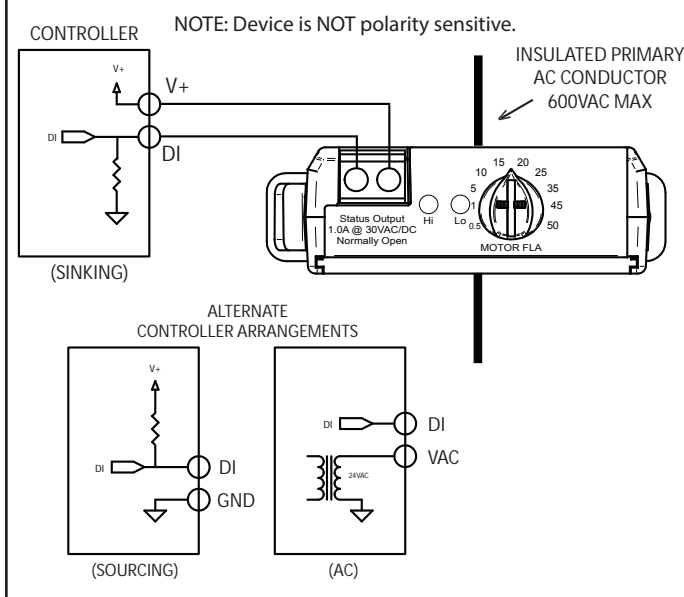 NOTE: Device is NOT polarity sensitive.
CONTROLLER
V+
V+
DI
DI
(SINKING)
INSULATED PRIMARY
AC CONDUCTOR
600VAC MAX
Status Output
1.0A @ 30VAC/DC
Normally Open
Hi
Lo
0.5
1
5
10
15
20
25
35
45
50
MOTOR FLA
ALTERNATE
CONTROLLER ARRANGEMENTS
V+
DI
DI
GND
(SOURCING)
DI
DI
VAC
24VAC
(AC)